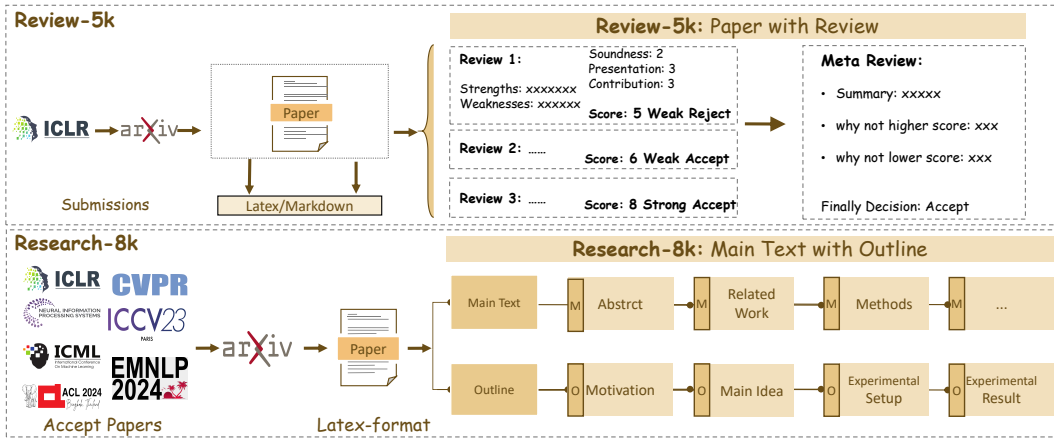 Review-5k
Review-5k: Paper with Review
ICLR
arXiv
Submissions
Paper
Latex/Markdown
Review 1:
Soundness: 2
Presentation: 3
Contribution: 3
Strengths: xxxxxxx
Weaknesses: xxxxxx
Score: 5 Weak Reject
Review 2: ......
Score: 6 Weak Accept
Review 3: ......
Score: 8 Strong Accept
Meta Review:
• Summary: xxxxx
• why not higher score: xxx
• why not lower score: xxx
Finally Decision: Accept
Research-8k
Research-8k: Main Text with Outline
ICLR
CVPR
NEURAL INFORMATION
PROCESSING SYSTEMS
ICCV23
PARIS
ICML
International Conference
On Machine Learning
EMNLP
2024
ACL 2024
Bangkok, Thailand
Accept Papers
arXiv
Paper
Latex-format
Main Text
M
Abstrct
M
Related
Work
M
Methods
M
...
Outline
O
Motivation
O
Main Idea
O
Experimental
Setup
O
Experimental
Result